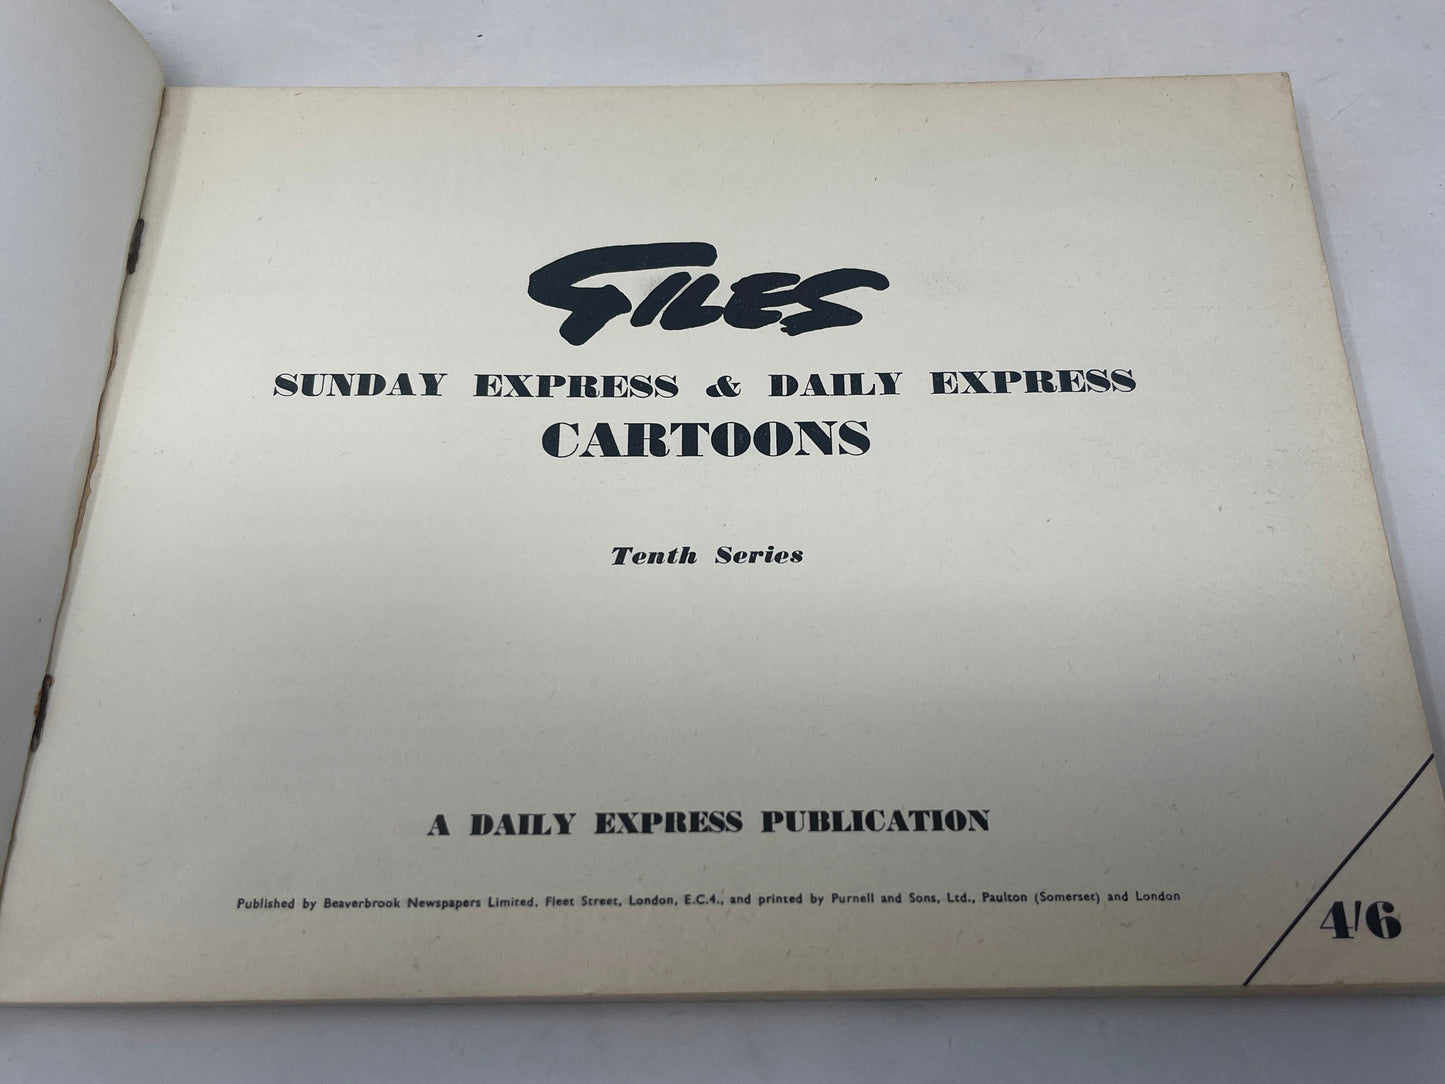 GILES
SUNDAY EXPRESS & DAILY EXPRESS
CARTOONS
Tenth Series
A DAILY EXPRESS PUBLICATION
Published by Beaverbrook Newspapers Limited, Fleet Street, London, E.C.4., and printed by Purnell and Sons, Ltd., Paulton (Somerset) and London
4/6